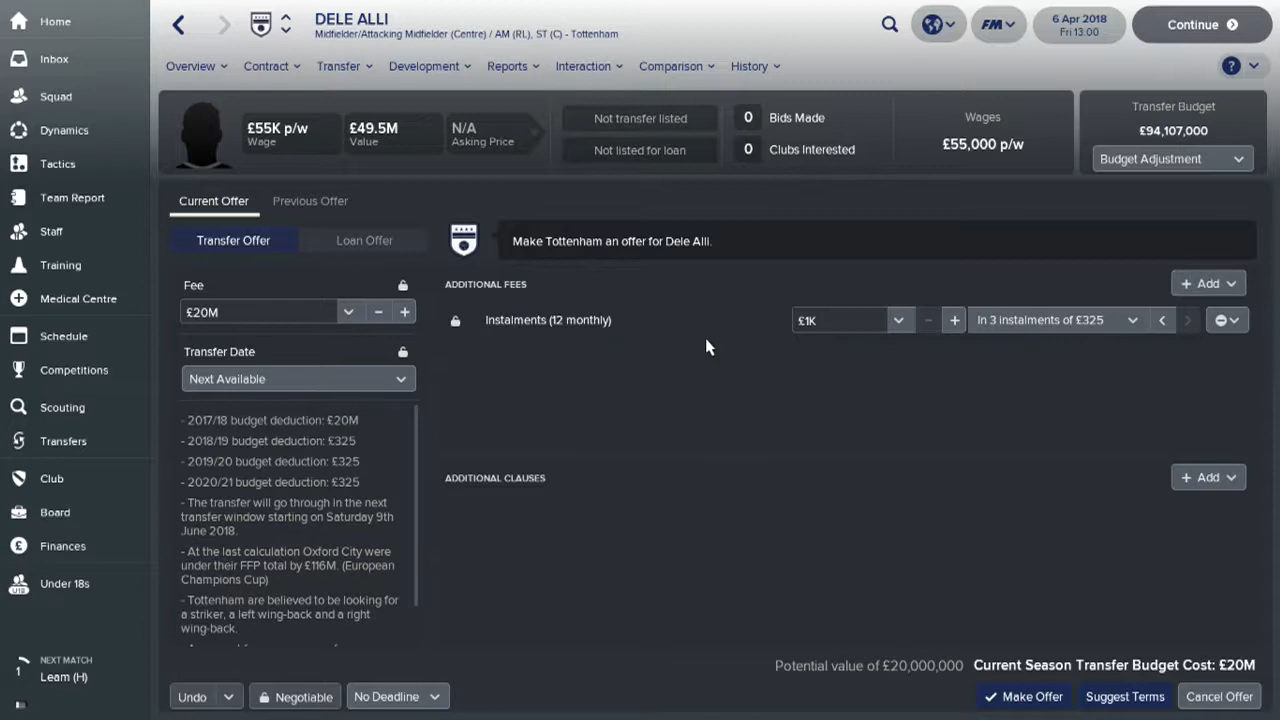 Home
Inbox
Squad
Dynamics
Tactics
Team Report
Staff
Training
Medical Centre
Schedule
Competitions
Scouting
Transfers
Club
Board
Finances
Under 18s
U18
NEXT MATCH
1
Leam (H)
DELE ALLI
Midfielder/Attacking Midfielder (Centre) / AM (RL), ST (C) - Tottenham
FM
6 Apr 2018
Fri 13:00
Continue
Overview
Contract
Transfer
Development
Reports
Interaction
Comparison
History
?
£55K p/w
Wage
£49.5M
Value
N/A
Asking Price
Not transfer listed
Not listed for loan
0 Bids Made
0 Clubs Interested
Wages
£55,000 p/w
Transfer Budget
£94,107,000
Budget Adjustment
Current Offer
Previous Offer
Transfer Offer
Loan Offer
Make Tottenham an offer for Dele Alli.
Fee
£20M
Transfer Date
Next Available
- 2017/18 budget deduction: £20M
- 2018/19 budget deduction: £325
- 2019/20 budget deduction: £325
- 2020/21 budget deduction: £325
- The transfer will go through in the next
transfer window starting on Saturday 9th
June 2018.
- At the last calculation Oxford City were
under their FFP total by £116M. (European
Champions Cup)
- Tottenham are believed to be looking for
a striker, a left wing-back and a right
wing-back.
ADDITIONAL FEES
+ Add
Instalments (12 monthly)
£1K
In 3 instalments of £325
ADDITIONAL CLAUSES
+ Add
Potential value of £20,000,000 Current Season Transfer Budget Cost: £20M
Undo
Negotiable
No Deadline
Make Offer
Suggest Terms
Cancel Offer